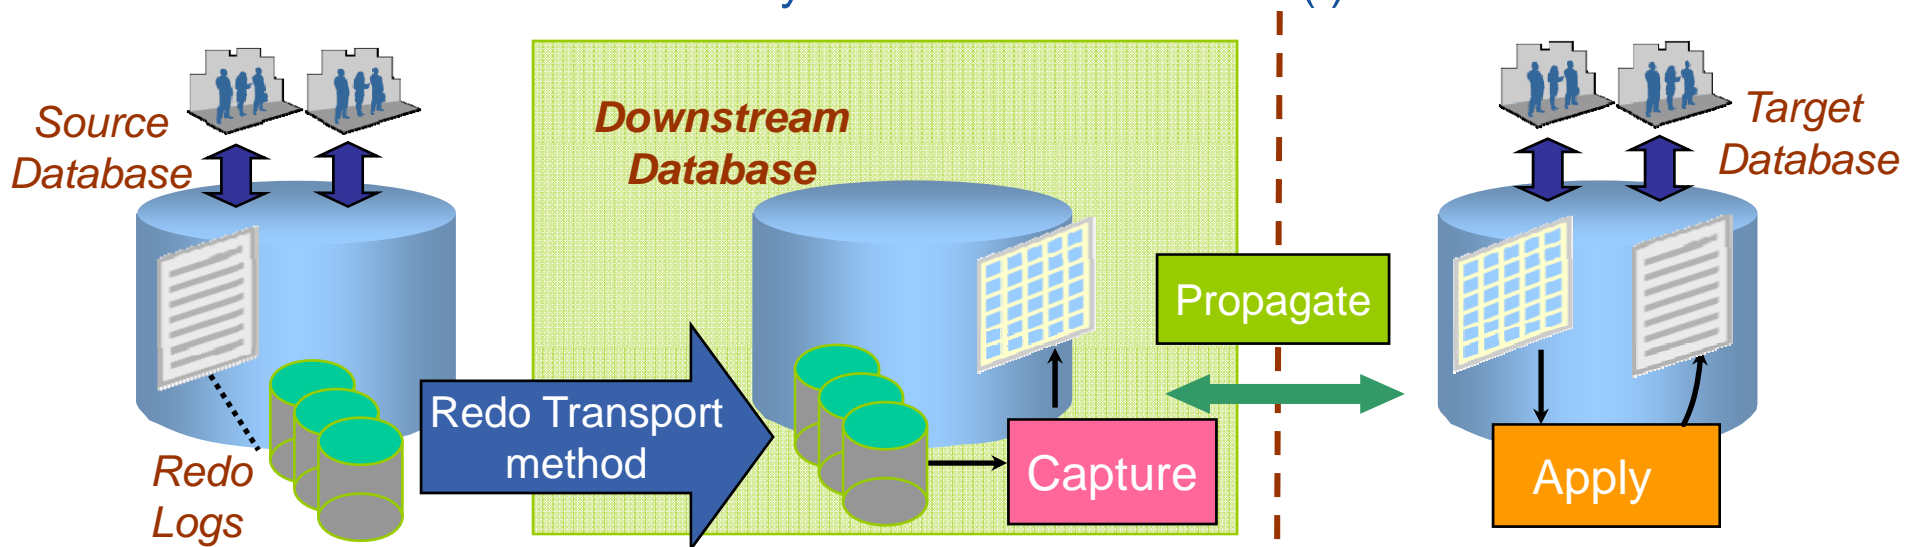 Source
Database
Downstream
Database
Target
Database
Propagate
Redo Transport
method
Redo
Logs
Capture
Apply